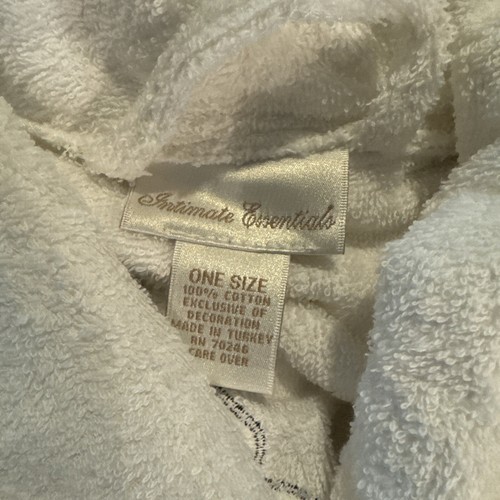 Intimate Essentials
ONE SIZE
100% COTTON
EXCLUSIVE OF
DECORATION
MADE IN TURKEY
RN 70246
CARE OVER